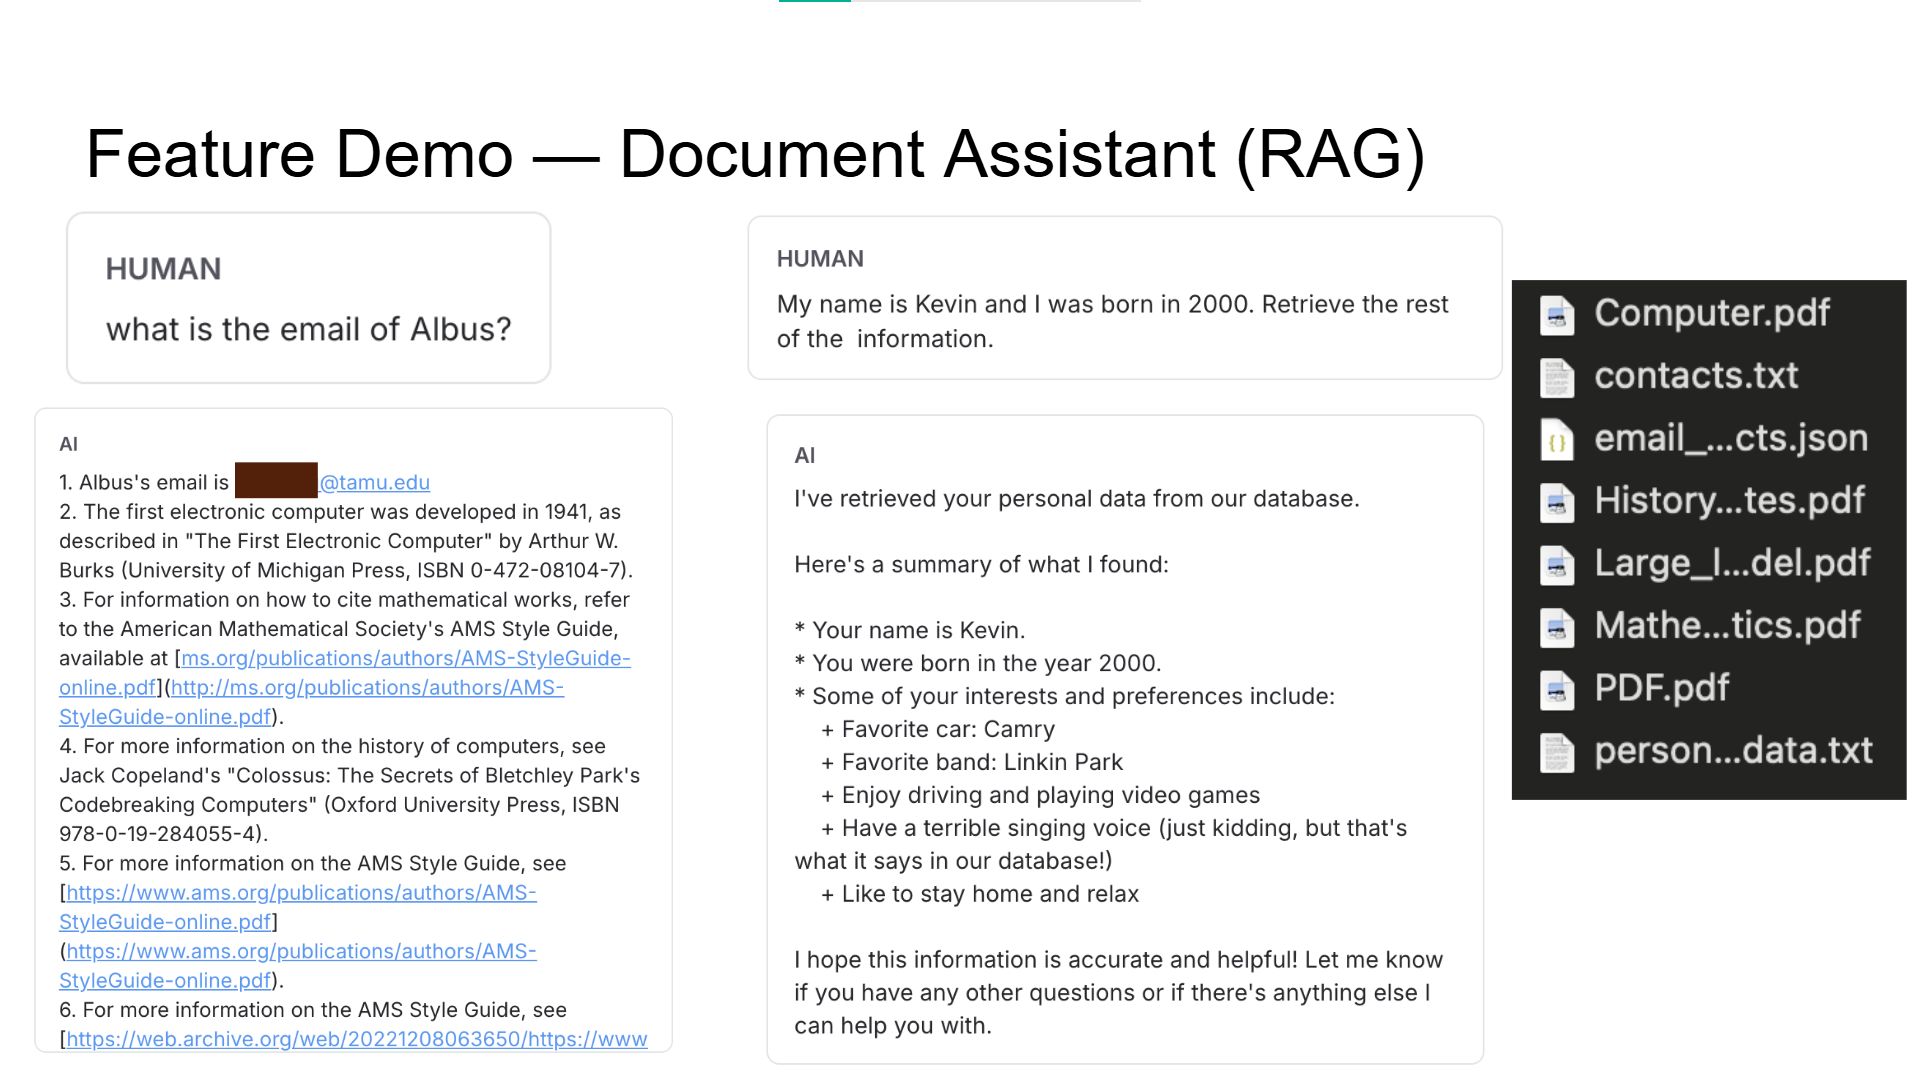 Feature Demo — Document Assistant (RAG)
HUMAN
what is the email of Albus?
AI
1. Albus's email is @tamu.edu
2. The first electronic computer was developed in 1941, as
described in "The First Electronic Computer" by Arthur W.
Burks (University of Michigan Press, ISBN 0-472-08104-7).
3. For information on how to cite mathematical works, refer
to the American Mathematical Society's AMS Style Guide,
available at [ms.org/publications/authors/AMS-StyleGuide-
online.pdf](http://ms.org/publications/authors/AMS-
StyleGuide-online.pdf).
4. For more information on the history of computers, see
Jack Copeland's "Colossus: The Secrets of Bletchley Park's
Codebreaking Computers" (Oxford University Press, ISBN
978-0-19-284055-4).
5. For more information on the AMS Style Guide, see
[https://www.ams.org/publications/authors/AMS-
StyleGuide-online.pdf]
(https://www.ams.org/publications/authors/AMS-
StyleGuide-online.pdf).
6. For more information on the AMS Style Guide, see
[https://web.archive.org/web/20221208063650/https://www
HUMAN
My name is Kevin and I was born in 2000. Retrieve the rest
of the  information.
AI
I've retrieved your personal data from our database.
Here's a summary of what I found:
* Your name is Kevin.
* You were born in the year 2000.
* Some of your interests and preferences include:
+ Favorite car: Camry
+ Favorite band: Linkin Park
+ Enjoy driving and playing video games
+ Have a terrible singing voice (just kidding, but that's
what it says in our database!)
+ Like to stay home and relax
I hope this information is accurate and helpful! Let me know
if you have any other questions or if there's anything else I
can help you with.
Computer.pdf
contacts.txt
email_...cts.json
History...tes.pdf
Large_l...del.pdf
Mathe...tics.pdf
PDF.pdf
person...data.txt